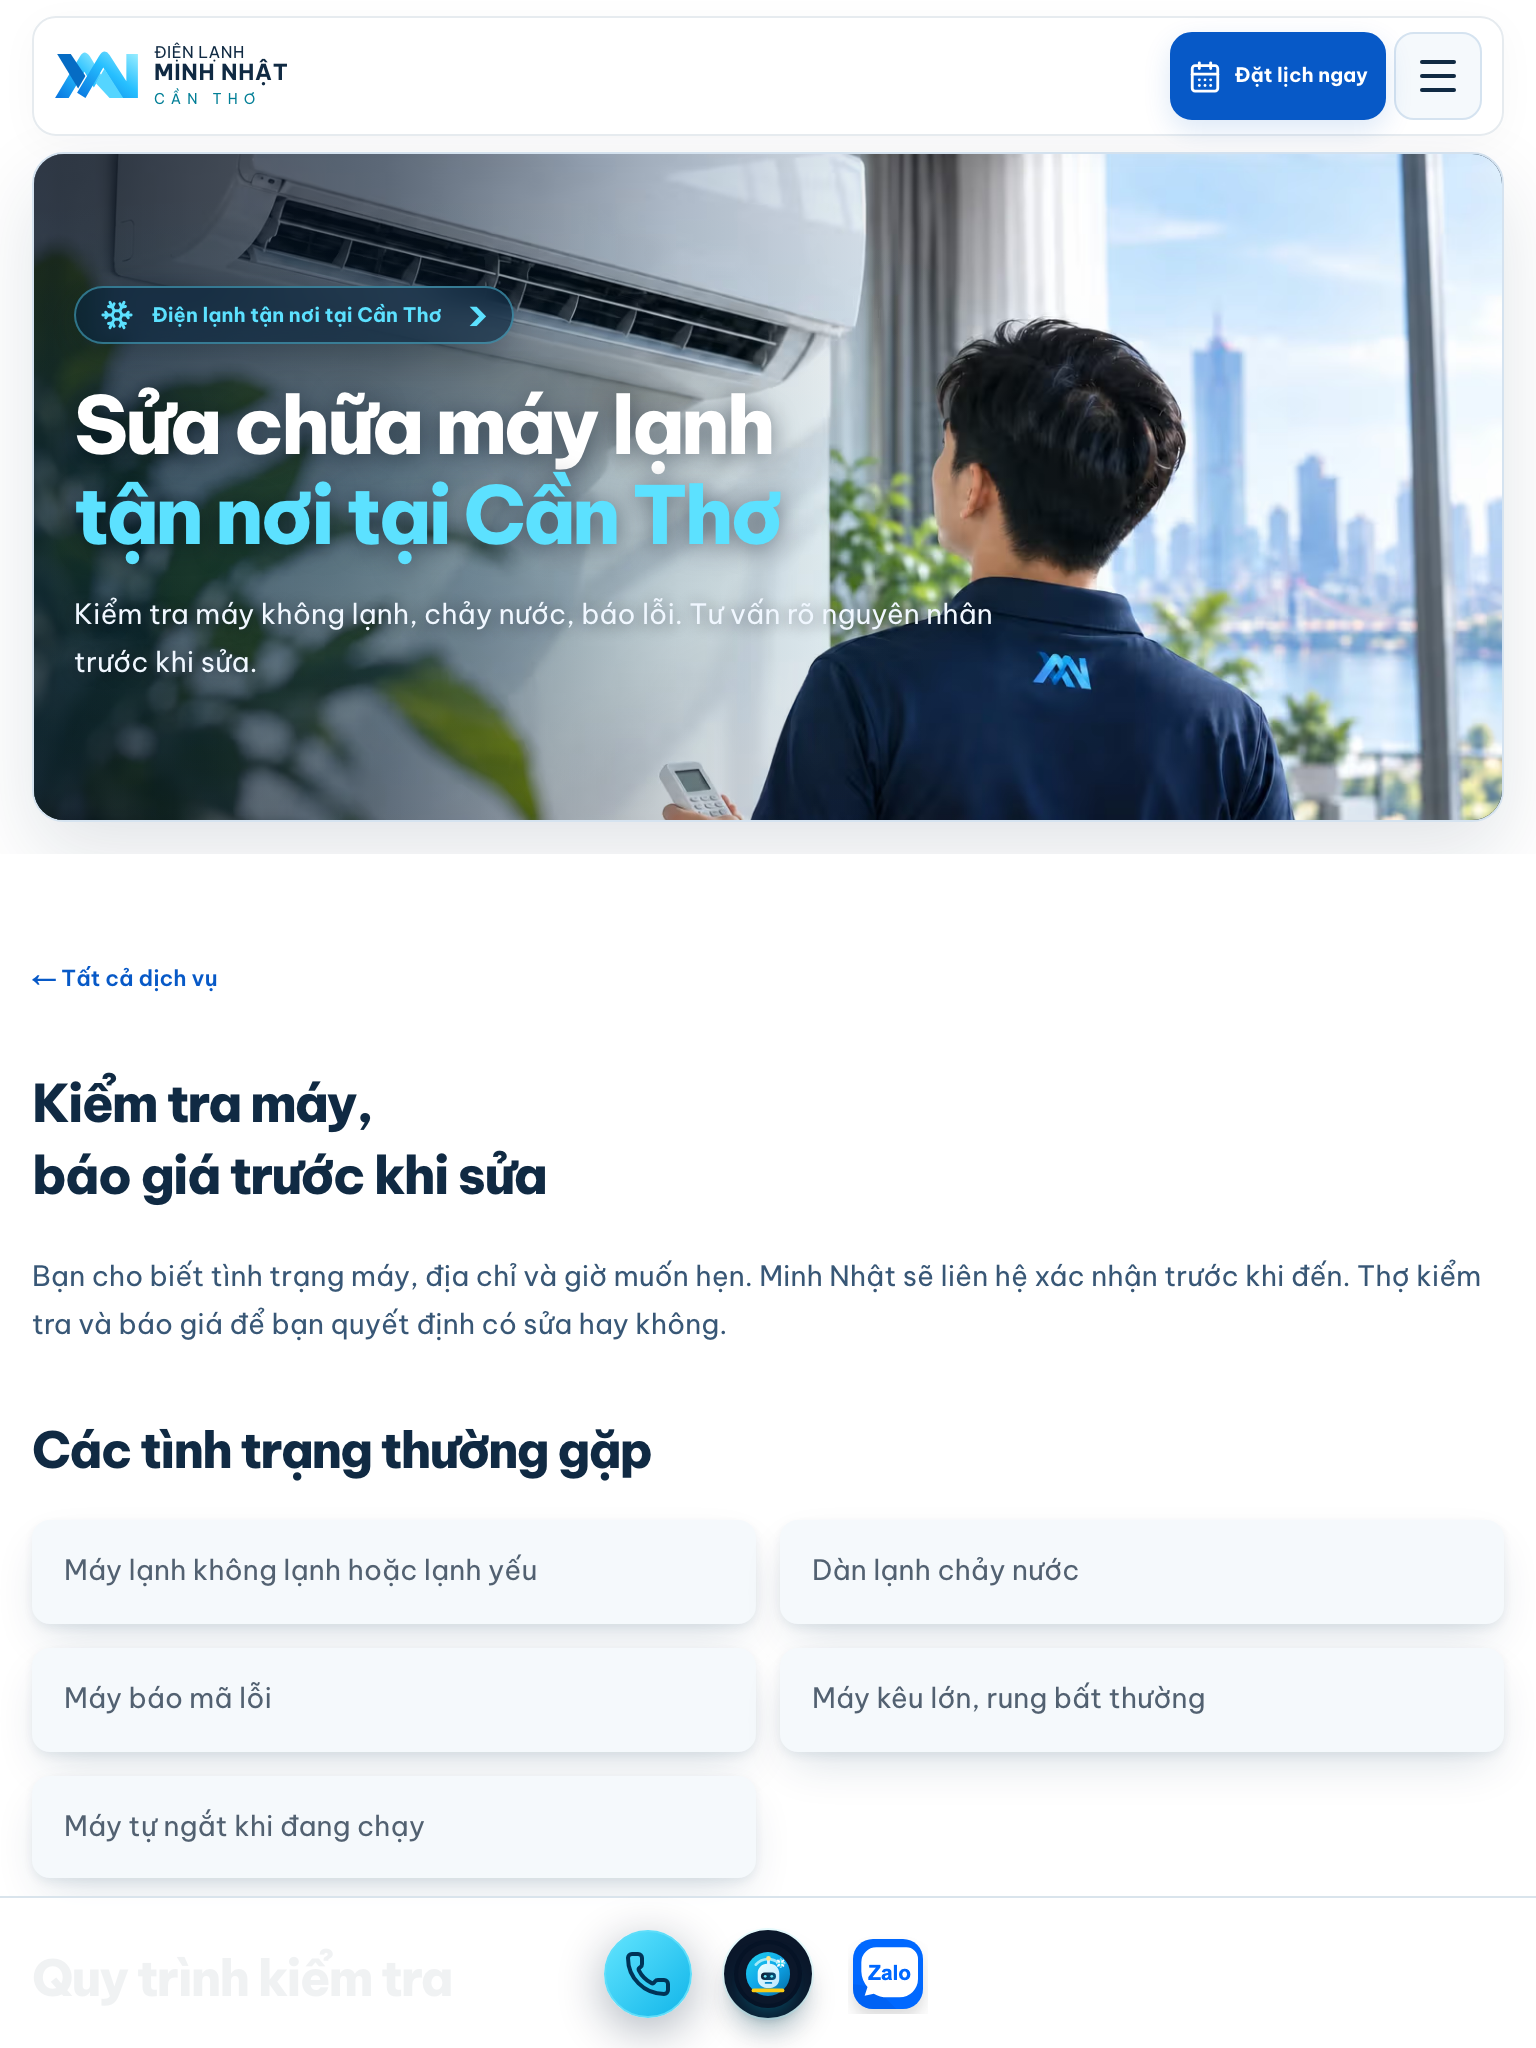 ĐIỆN LẠNH
MINH NHẬT
CẦN THƠ
Đặt lịch ngay
Điện lạnh tận nơi tại Cần Thơ
Sửa chữa máy lạnh
tận nơi tại Cần Thơ
Kiểm tra máy không lạnh, chảy nước, báo lỗi. Tư vấn rõ nguyên nhân
trước khi sửa.
← Tất cả dịch vụ
Kiểm tra máy,
báo giá trước khi sửa
Bạn cho biết tình trạng máy, địa chỉ và giờ muốn hẹn. Minh Nhật sẽ liên hệ xác nhận trước khi đến. Thợ kiểm
tra và báo giá để bạn quyết định có sửa hay không.
Các tình trạng thường gặp
Máy lạnh không lạnh hoặc lạnh yếu
Dàn lạnh chảy nước
Máy báo mã lỗi
Máy kêu lớn, rung bất thường
Máy tự ngắt khi đang chạy
Quy trình kiểm tra
Zalo